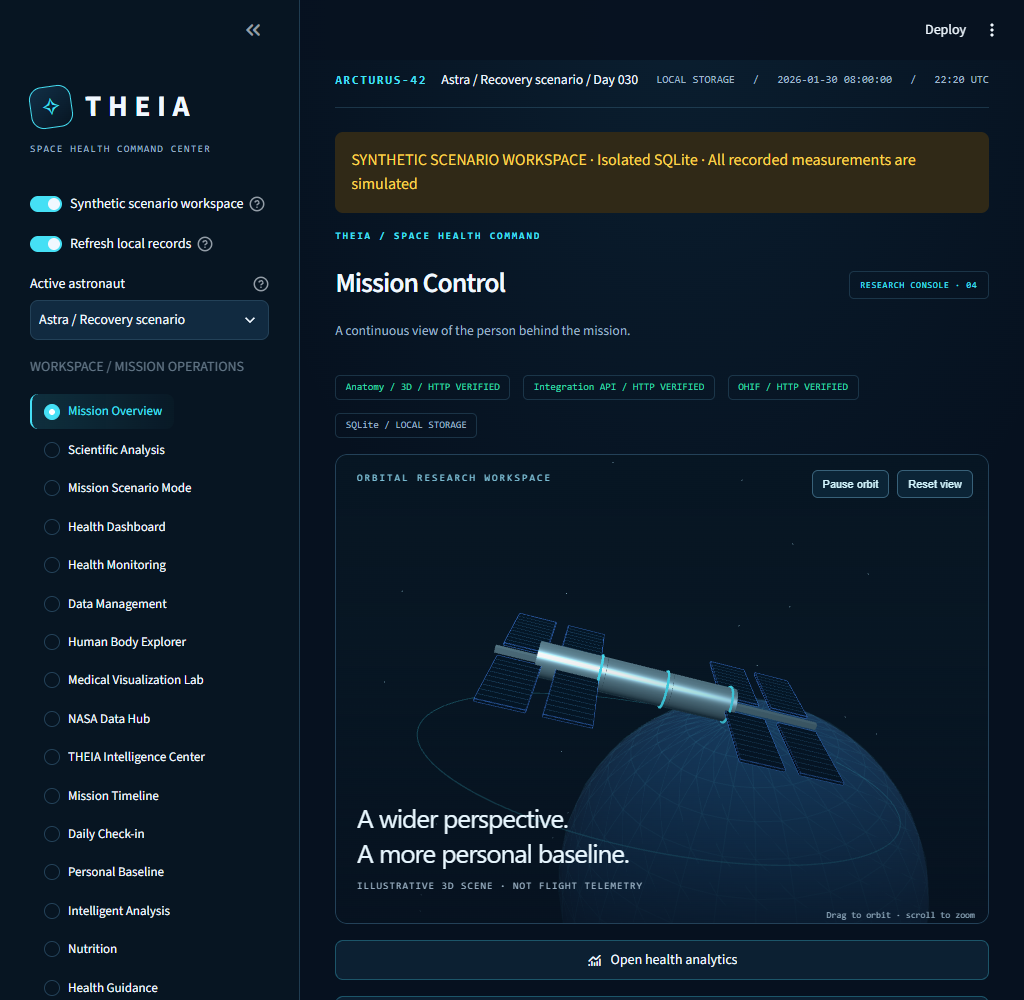 Deploy
THEIA
SPACE HEALTH COMMAND CENTER
Synthetic scenario workspace
Refresh local records
Active astronaut
Astra / Recovery scenario
WORKSPACE / MISSION OPERATIONS
Mission Overview
Scientific Analysis
Mission Scenario Mode
Health Dashboard
Health Monitoring
Data Management
Human Body Explorer
Medical Visualization Lab
NASA Data Hub
THEIA Intelligence Center
Mission Timeline
Daily Check-in
Personal Baseline
Intelligent Analysis
Nutrition
Health Guidance
ARCTURUS-42 Astra / Recovery scenario / Day 030 LOCAL STORAGE / 2026-01-30 08:00:00 / 22:20 UTC
SYNTHETIC SCENARIO WORKSPACE · Isolated SQLite · All recorded measurements are
simulated
THEIA / SPACE HEALTH COMMAND
Mission Control
RESEARCH CONSOLE · 04
A continuous view of the person behind the mission.
Anatomy / 3D / HTTP VERIFIED
Integration API / HTTP VERIFIED
OHIF / HTTP VERIFIED
SQLite / LOCAL STORAGE
ORBITAL RESEARCH WORKSPACE
Pause orbit
Reset view
A wider perspective.
A more personal baseline.
ILLUSTRATIVE 3D SCENE · NOT FLIGHT TELEMETRY
Drag to orbit · scroll to zoom
Open health analytics